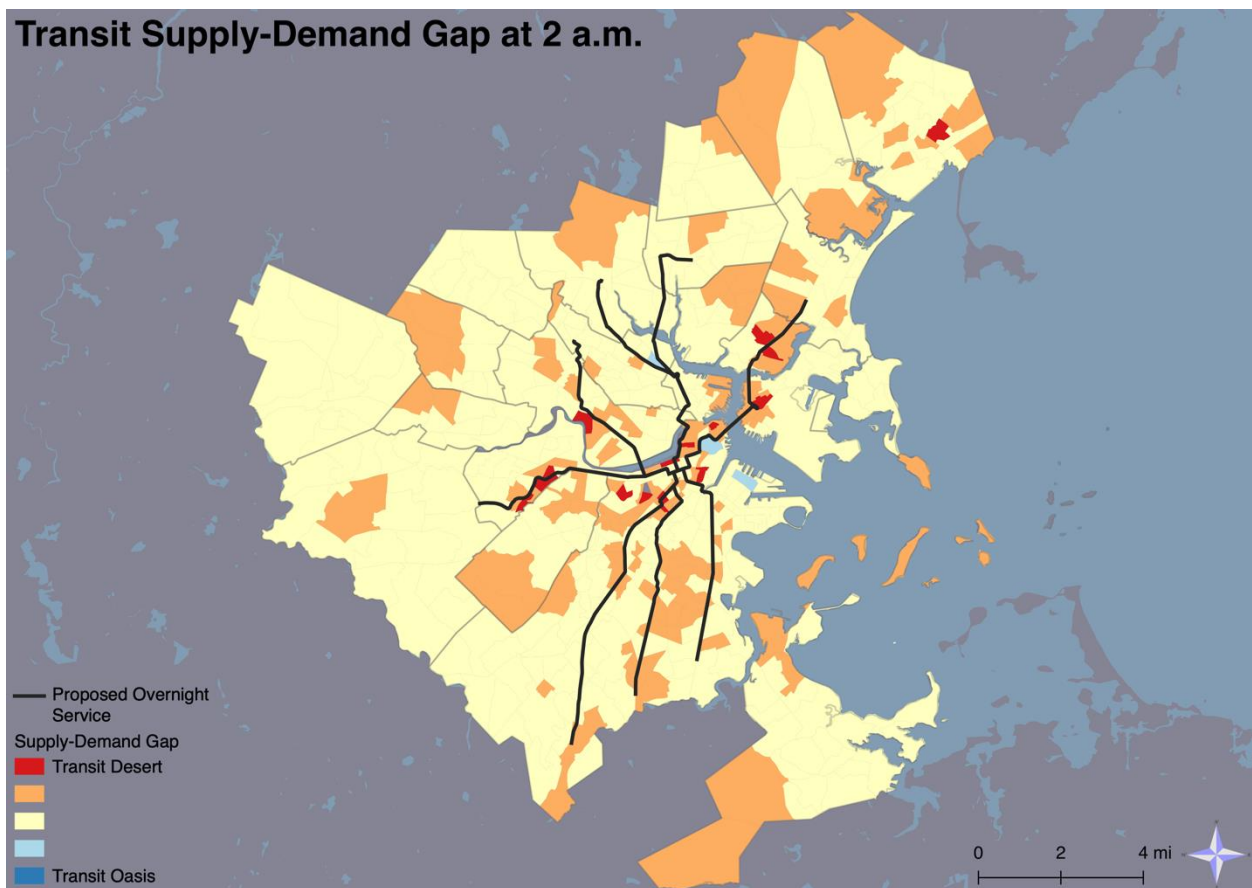 Transit Supply-Demand Gap at 2 a.m.
Proposed Overnight
Service
Supply-Demand Gap
Transit Desert
Transit Oasis
0 2 4 mi